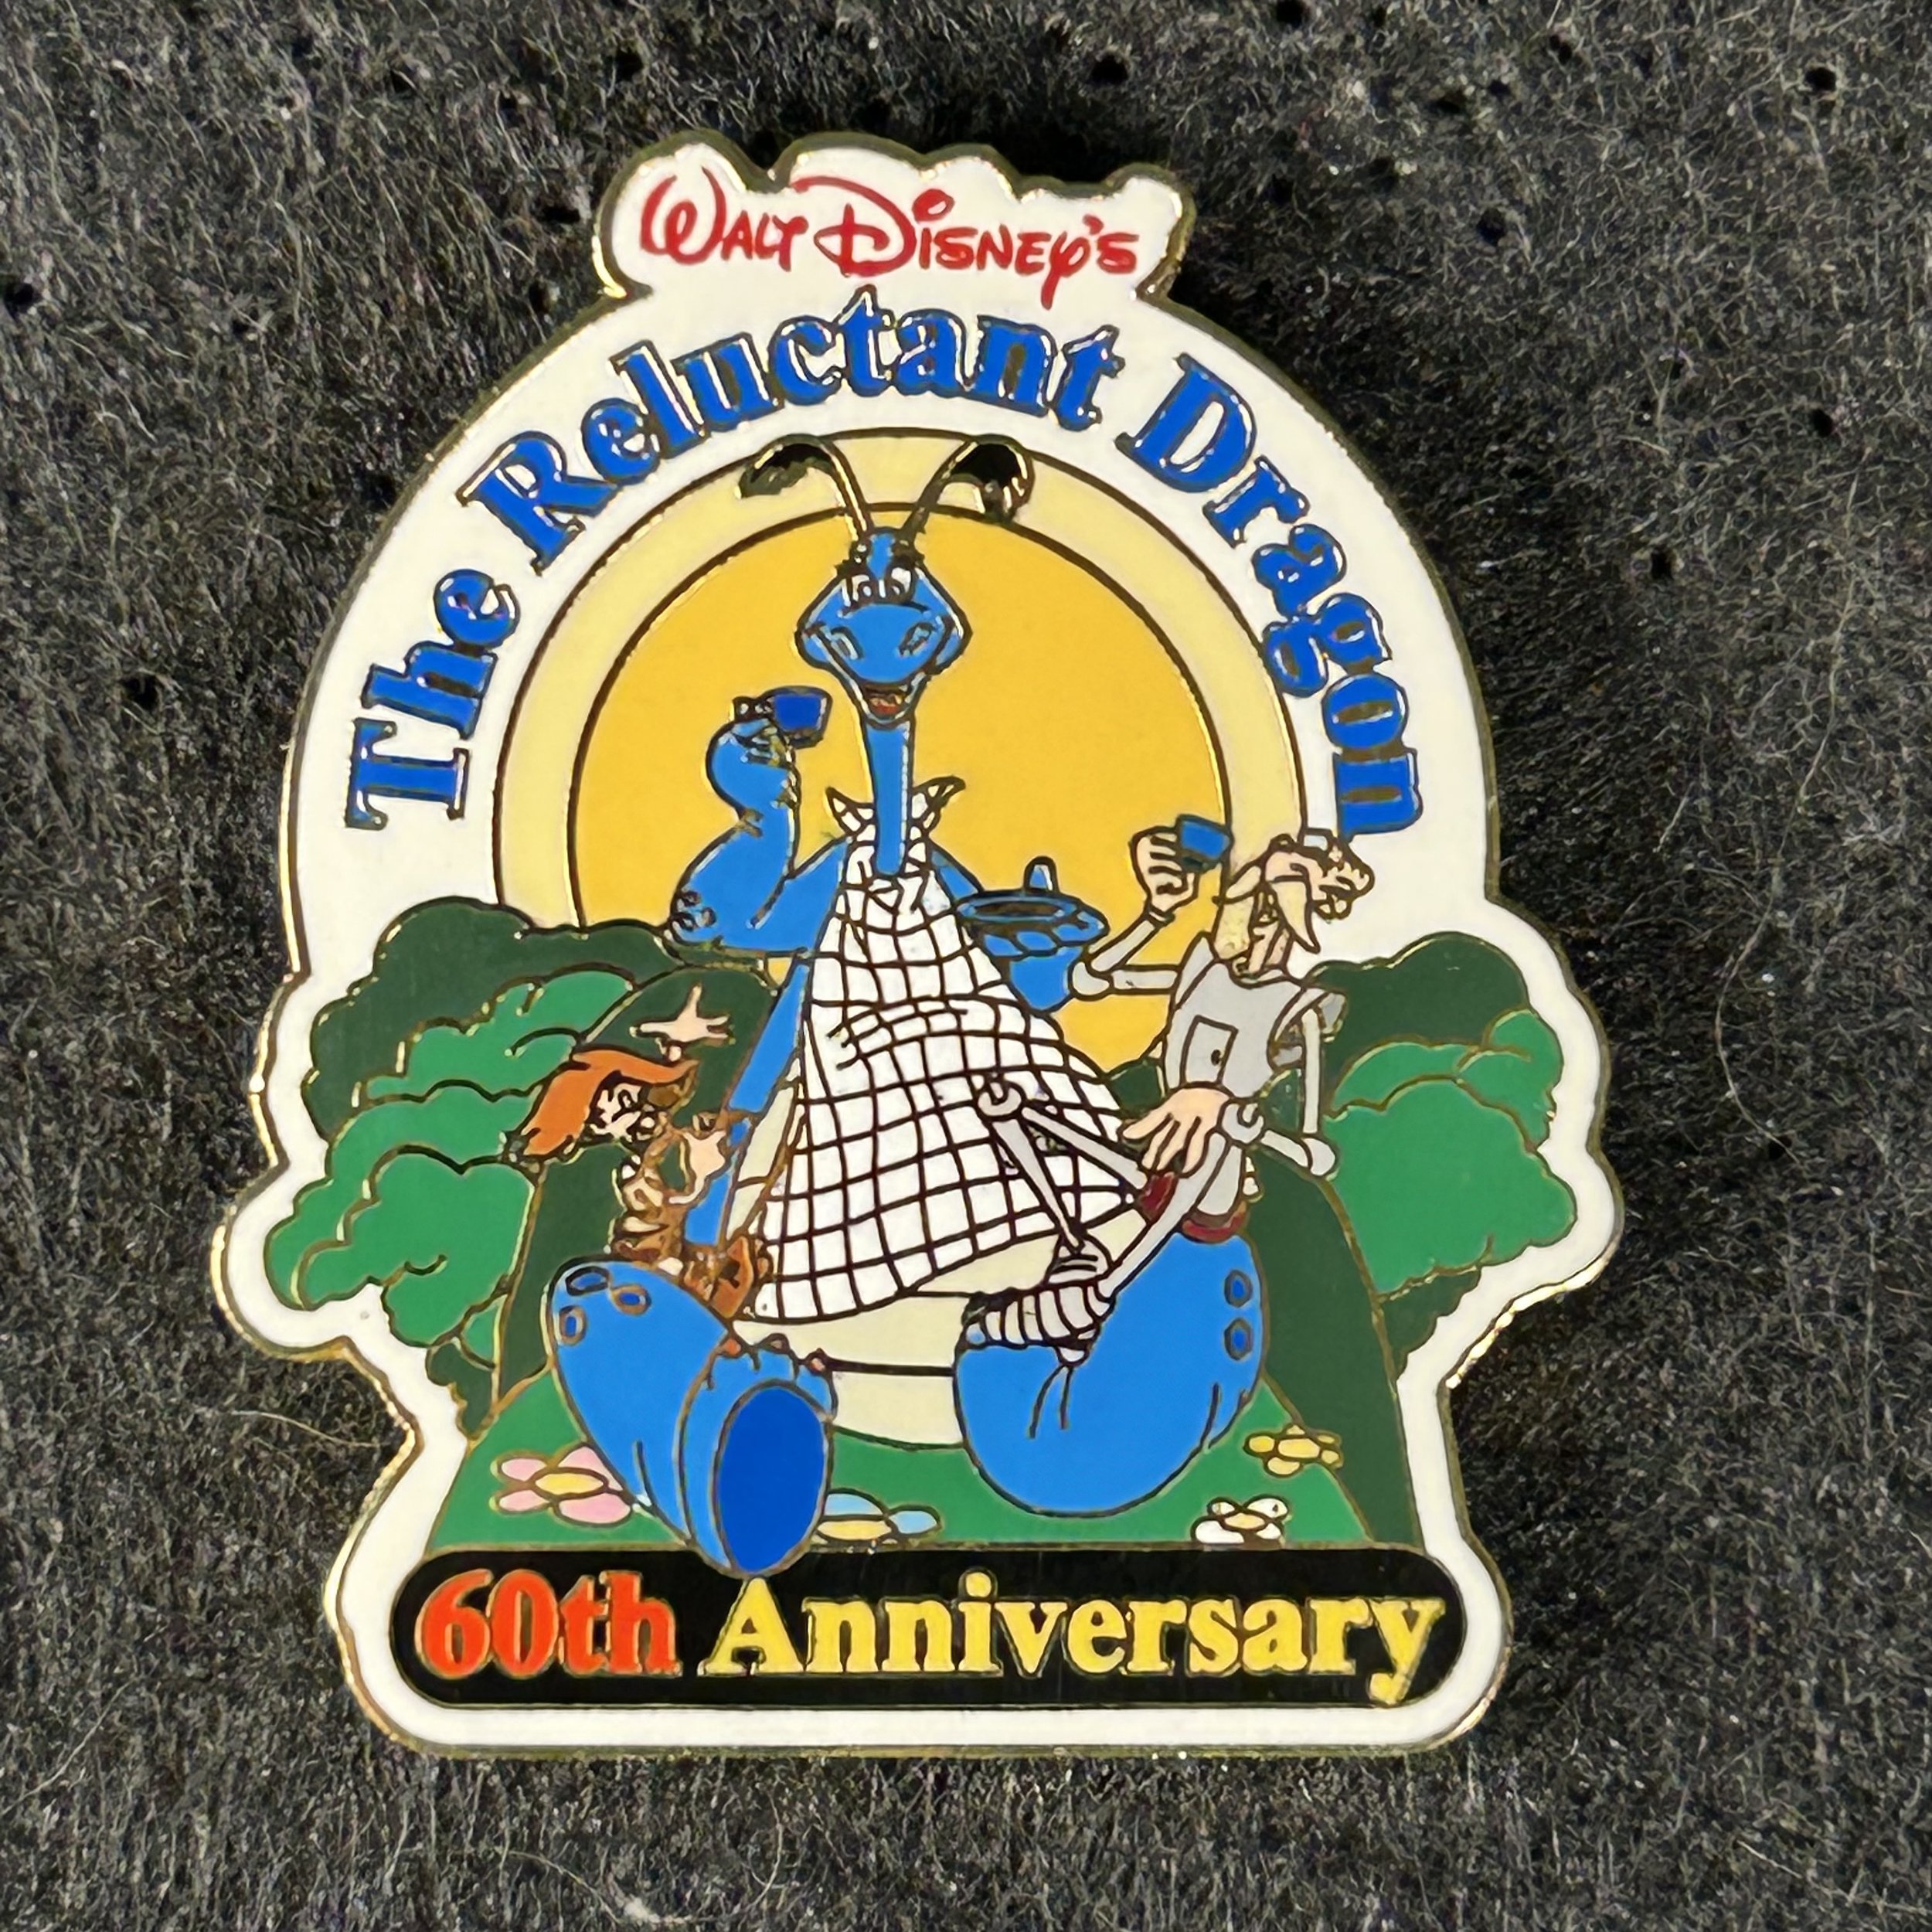 Walt Disney's
The Reluctant Dragon
60th Anniversary